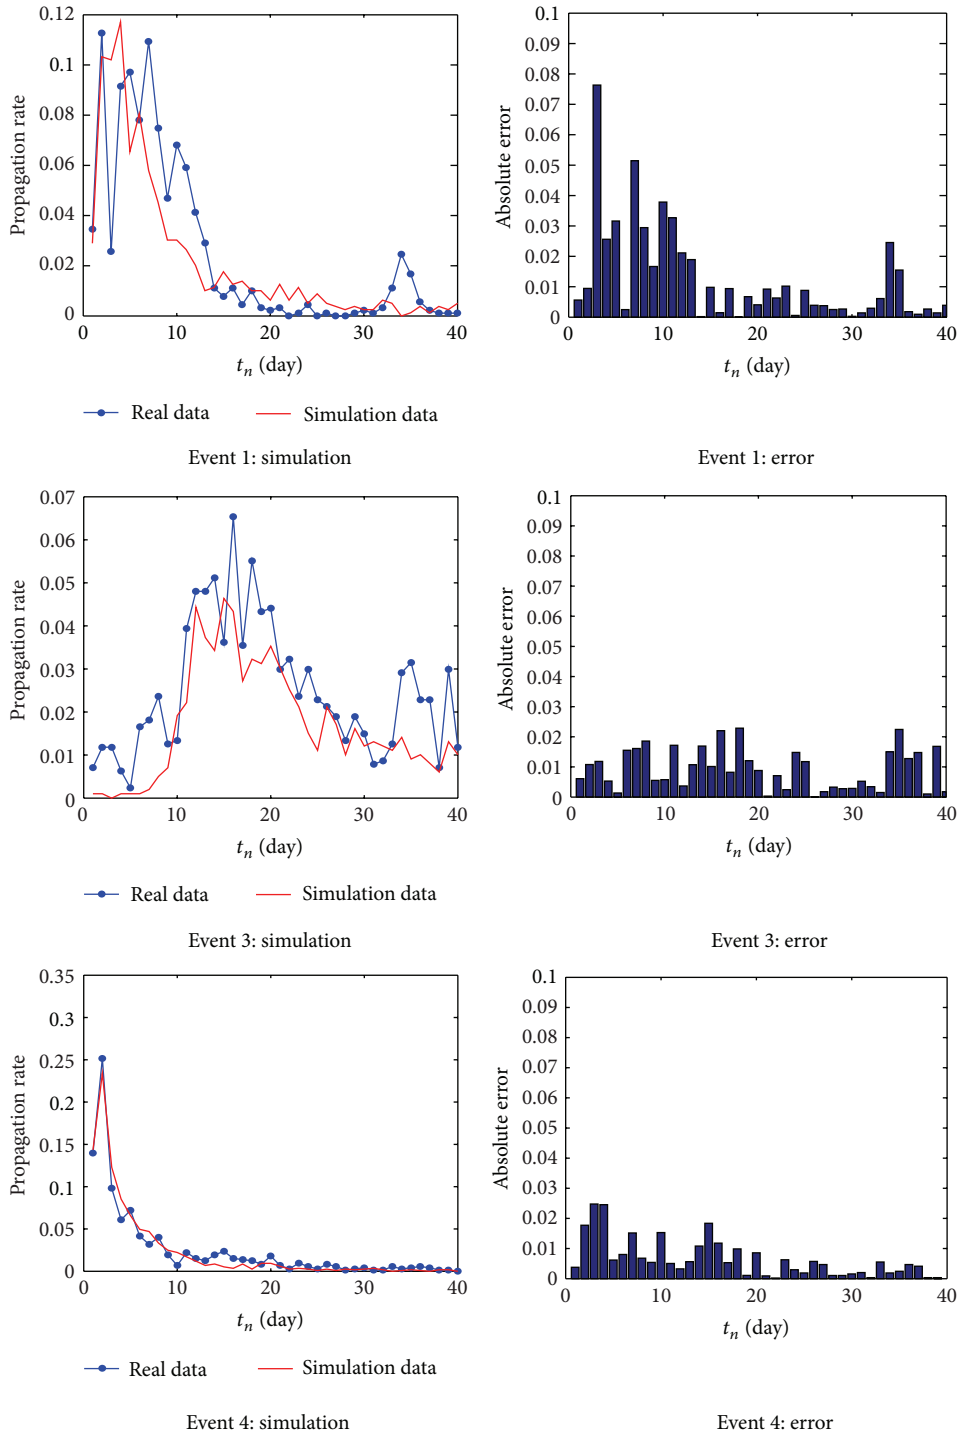 0.12
0.1
0.08
0.06
0.04
0.02
0
Propagation rate
0 10 20 30 40
t_n (day)
Real data Simulation data
Event 1: simulation
0.1
0.09
0.08
0.07
0.06
0.05
0.04
0.03
0.02
0.01
0
Absolute error
0 10 20 30 40
t_n (day)
Event 1: error
0.07
0.06
0.05
0.04
0.03
0.02
0.01
0
Propagation rate
0 10 20 30 40
t_n (day)
Real data Simulation data
Event 3: simulation
0.1
0.09
0.08
0.07
0.06
0.05
0.04
0.03
0.02
0.01
0
Absolute error
0 10 20 30 40
t_n (day)
Event 3: error
0.35
0.3
0.25
0.2
0.15
0.1
0.05
0
Propagation rate
0 10 20 30 40
t_n (day)
Real data Simulation data
Event 4: simulation
0.1
0.09
0.08
0.07
0.06
0.05
0.04
0.03
0.02
0.01
0
Absolute error
0 10 20 30 40
t_n (day)
Event 4: error